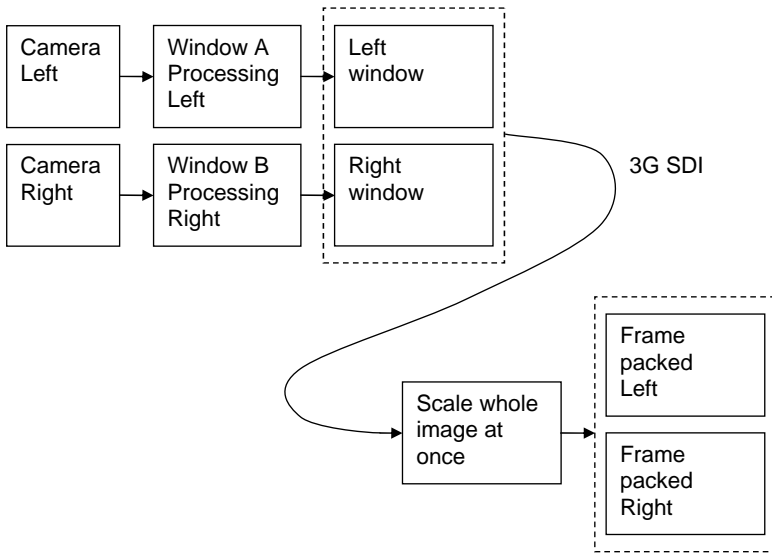 Camera
Left
Window A
Processing
Left
Left
window
Camera
Right
Window B
Processing
Right
Right
window
3G SDI
Scale whole
image at
once
Frame
packed
Left
Frame
packed
Right